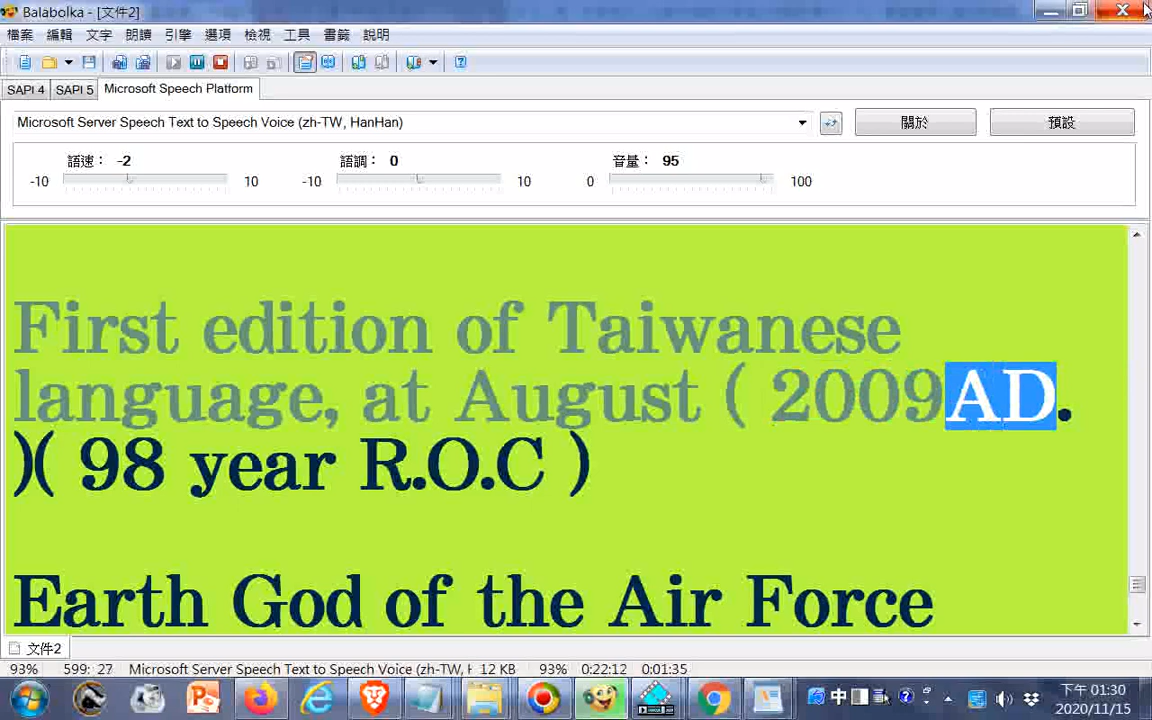 Balabolka - [文件2]
檔案 編輯 文字 朗讀 引擎 選項 檢視 工具 書籤 說明
SAPI 4 SAPI 5 Microsoft Speech Platform
Microsoft Server Speech Text to Speech Voice (zh-TW, HanHan) 關於 預設
語速： -2 語調： 0 音量： 95
-10 10 -10 10 0 100
First edition of Taiwanese
language, at August ( 2009AD.
)( 98 year R.O.C )
Earth God of the Air Force
文件2
93% 599: 27 Microsoft Server Speech Text to Speech Voice (zh-TW, 12 KB 93% 0:22:12 0:01:35
中 下午 01:30
2020/11/15